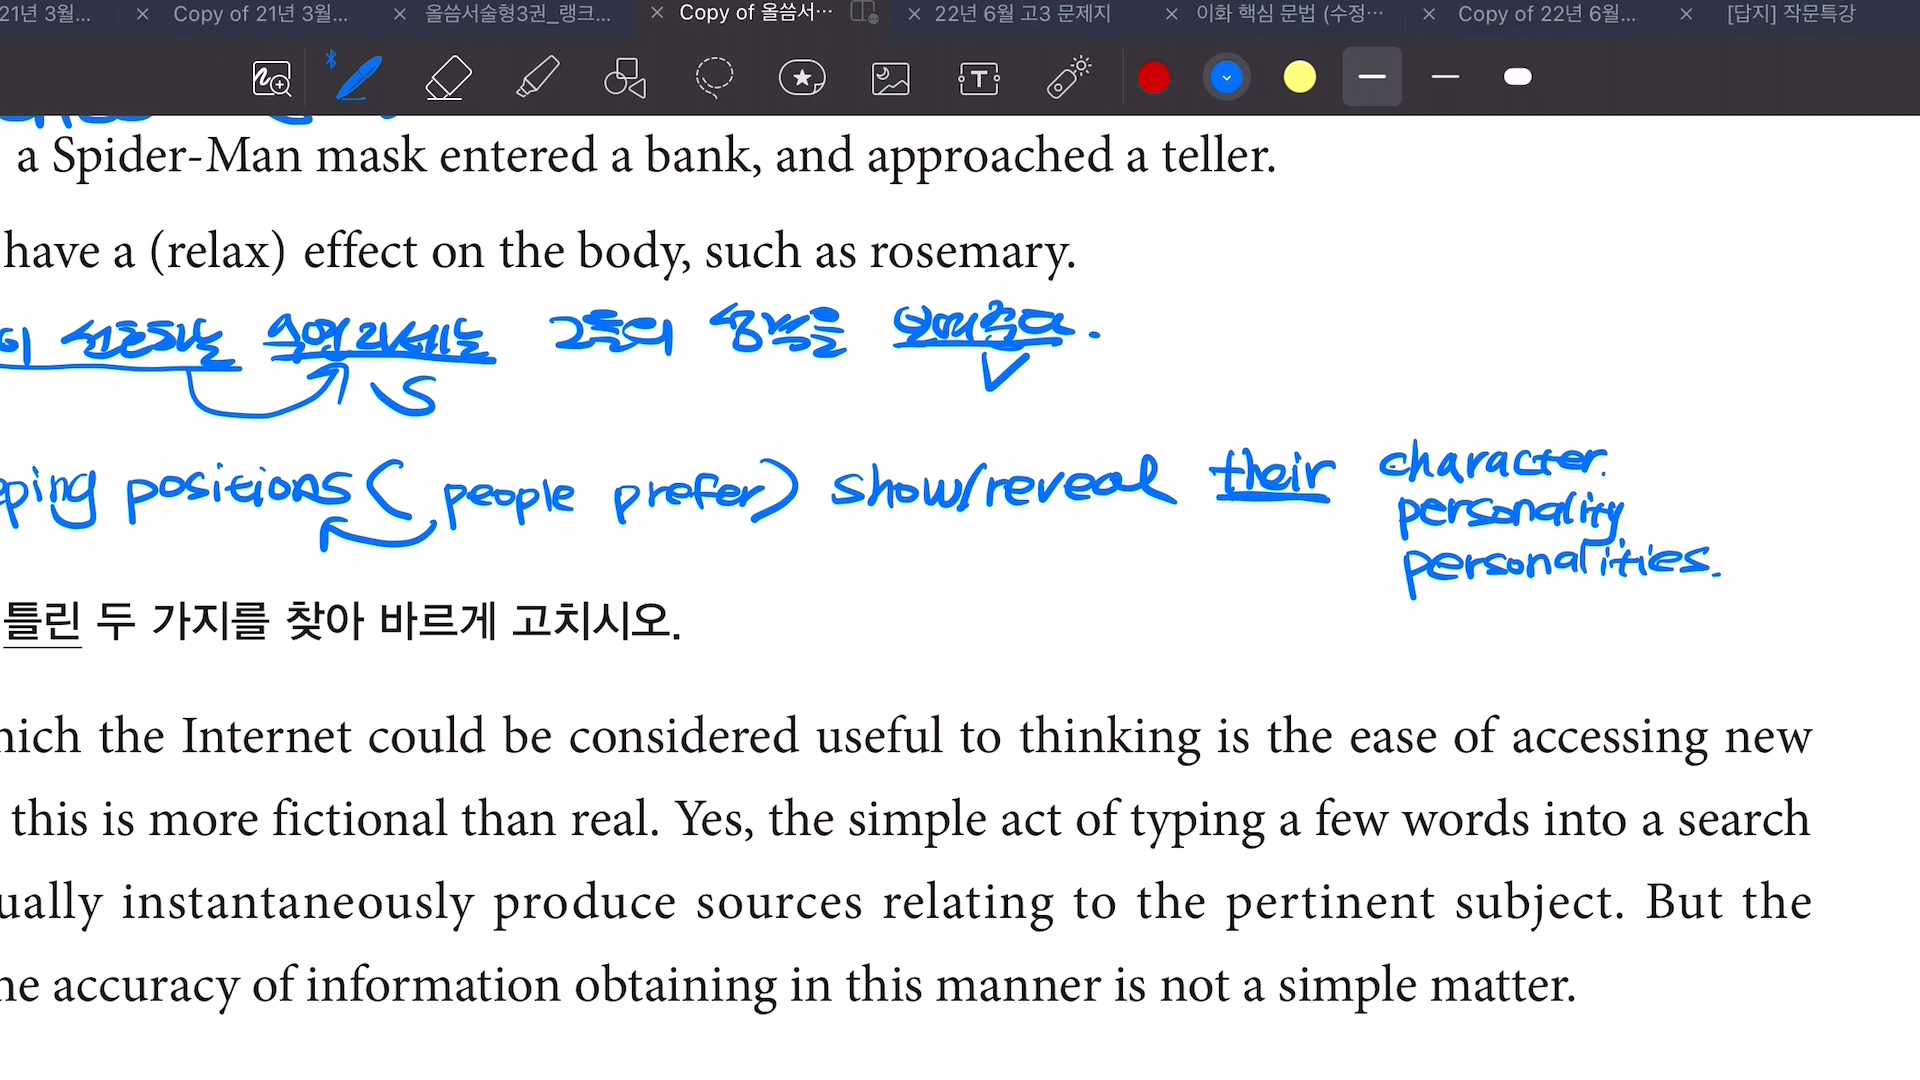 21년 3월... × Copy of 21년 3월... × 올씀서술형3권_랭크... × Copy of 올씀서... × 22년 6월 고3 문제지 × 이화 핵심 문법 (수정... × Copy of 22년 6월... × [답지] 작문특강
a Spider-Man mask entered a bank, and approached a teller.
have a (relax) effect on the body, such as rosemary.
이 선호하는 수면자세는 그들의 성격을 보여준다.
S V
ping positions ( people prefer) show/reveal their character.
personality
personalities.
틀린 두 가지를 찾아 바르게 고치시오.
hich the Internet could be considered useful to thinking is the ease of accessing new
this is more fictional than real. Yes, the simple act of typing a few words into a search
ually instantaneously produce sources relating to the pertinent subject. But the
he accuracy of information obtaining in this manner is not a simple matter.